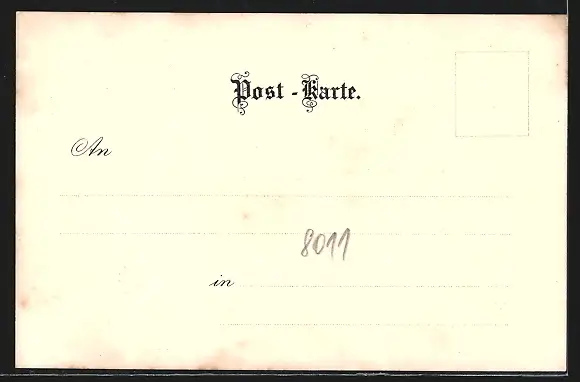 Post-Karte.
An
8011
in